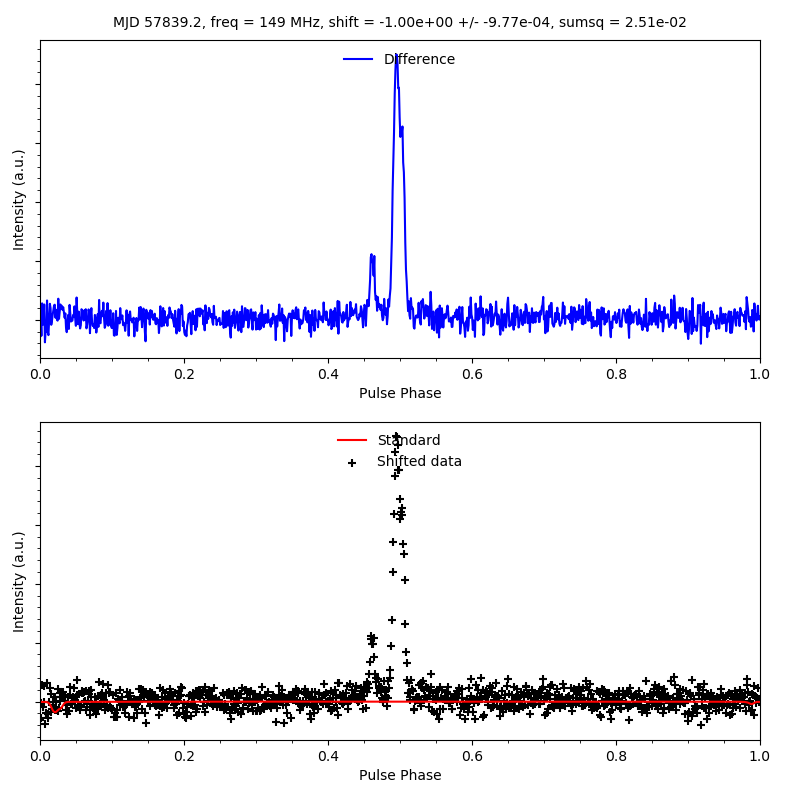 MJD 57839.2, freq = 149 MHz, shift = -1.00e+00 +/- -9.77e-04, sumsq = 2.51e-02
Difference
Intensity (a.u.)
0.0 0.2 0.4 0.6 0.8 1.0
Pulse Phase
Standard
Shifted data
Intensity (a.u.)
0.0 0.2 0.4 0.6 0.8 1.0
Pulse Phase